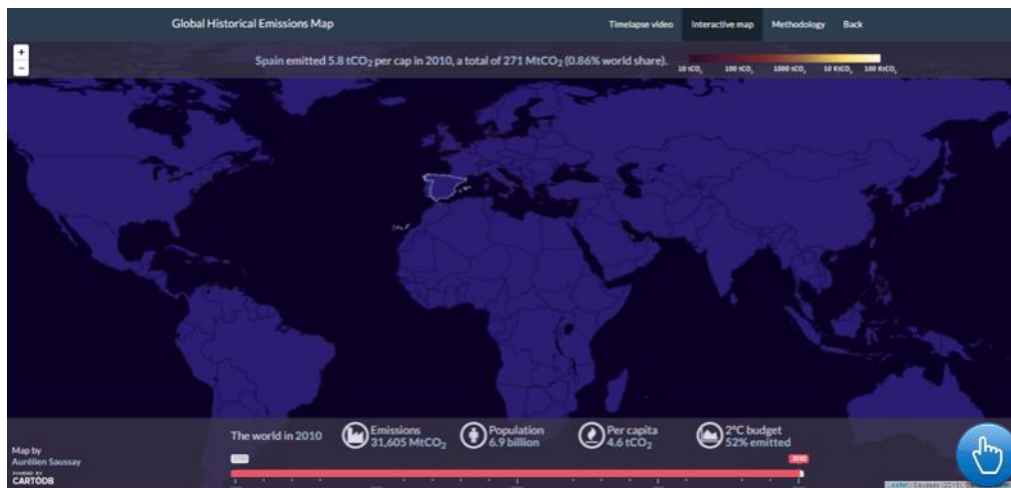 Global Historical Emissions Map
Timelapse video Interactive map Methodology Back
+
−
Spain emitted 5.8 tCO₂ per cap in 2010, a total of 271 MtCO₂ (0.86% world share).
10 tCO₂ 100 tCO₂ 1000 tCO₂ 10 KtCO₂ 100 KtCO₂
The world in 2010
Emissions
31,605 MtCO₂
Population
6.9 billion
Per capita
4.6 tCO₂
2°C budget
52% emitted
Map by
Aurélien Saussay
POWERED BY
CARTODB
2010
Leaflet